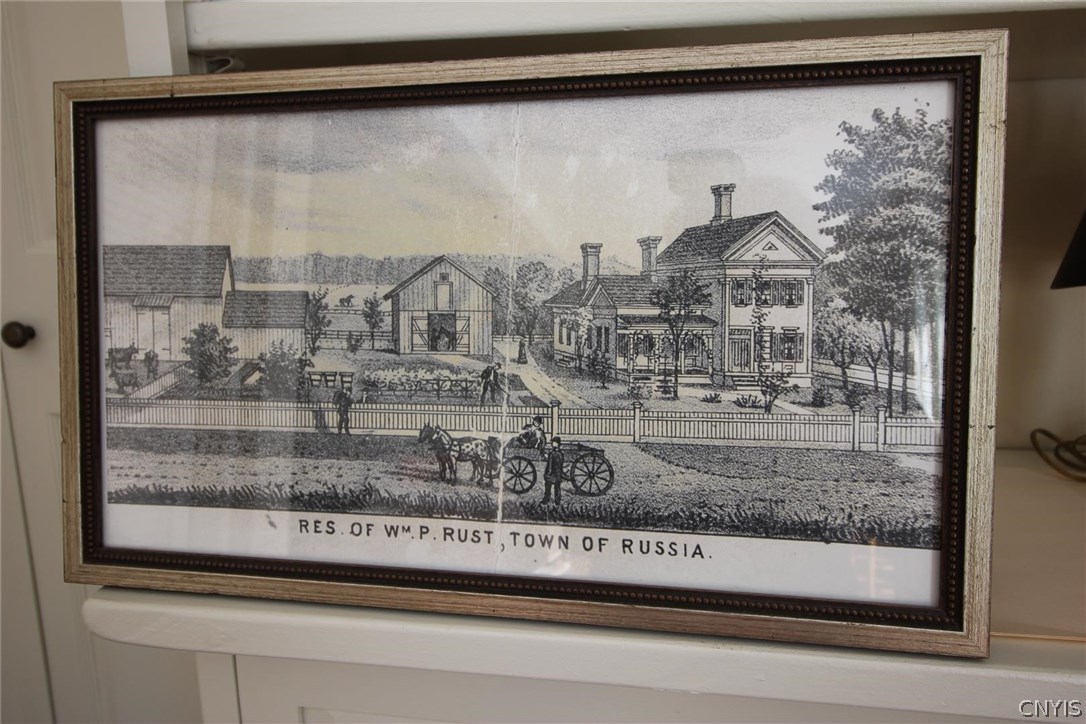 RES. OF WM. P. RUST, TOWN OF RUSSIA.
CNYIS